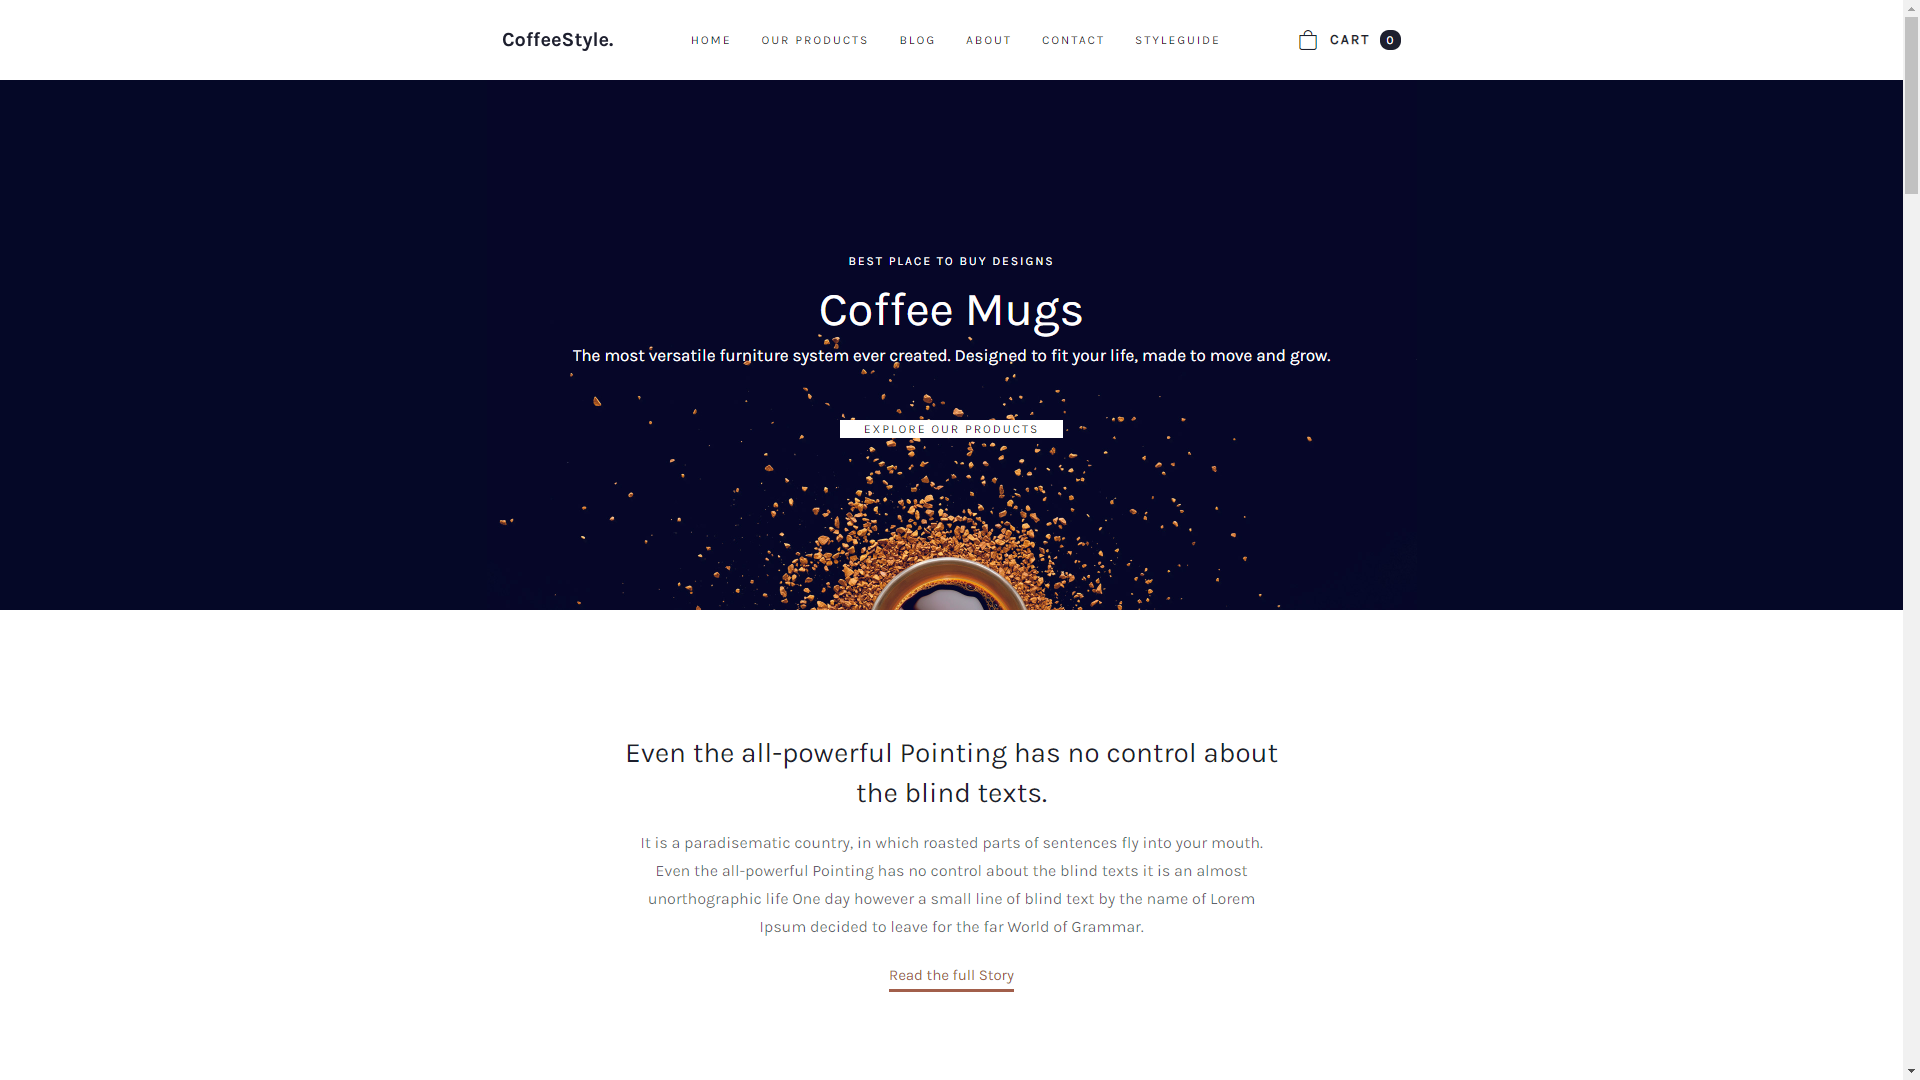 CoffeeStyle.
HOME
OUR PRODUCTS
BLOG
ABOUT
CONTACT
STYLEGUIDE
CART
0
BEST PLACE TO BUY DESIGNS
Coffee Mugs
The most versatile furniture system ever created. Designed to fit your life, made to move and grow.
EXPLORE OUR PRODUCTS
Even the all-powerful Pointing has no control about
the blind texts.
It is a paradisematic country, in which roasted parts of sentences fly into your mouth.
Even the all-powerful Pointing has no control about the blind texts it is an almost
unorthographic life One day however a small line of blind text by the name of Lorem
Ipsum decided to leave for the far World of Grammar.
Read the full Story